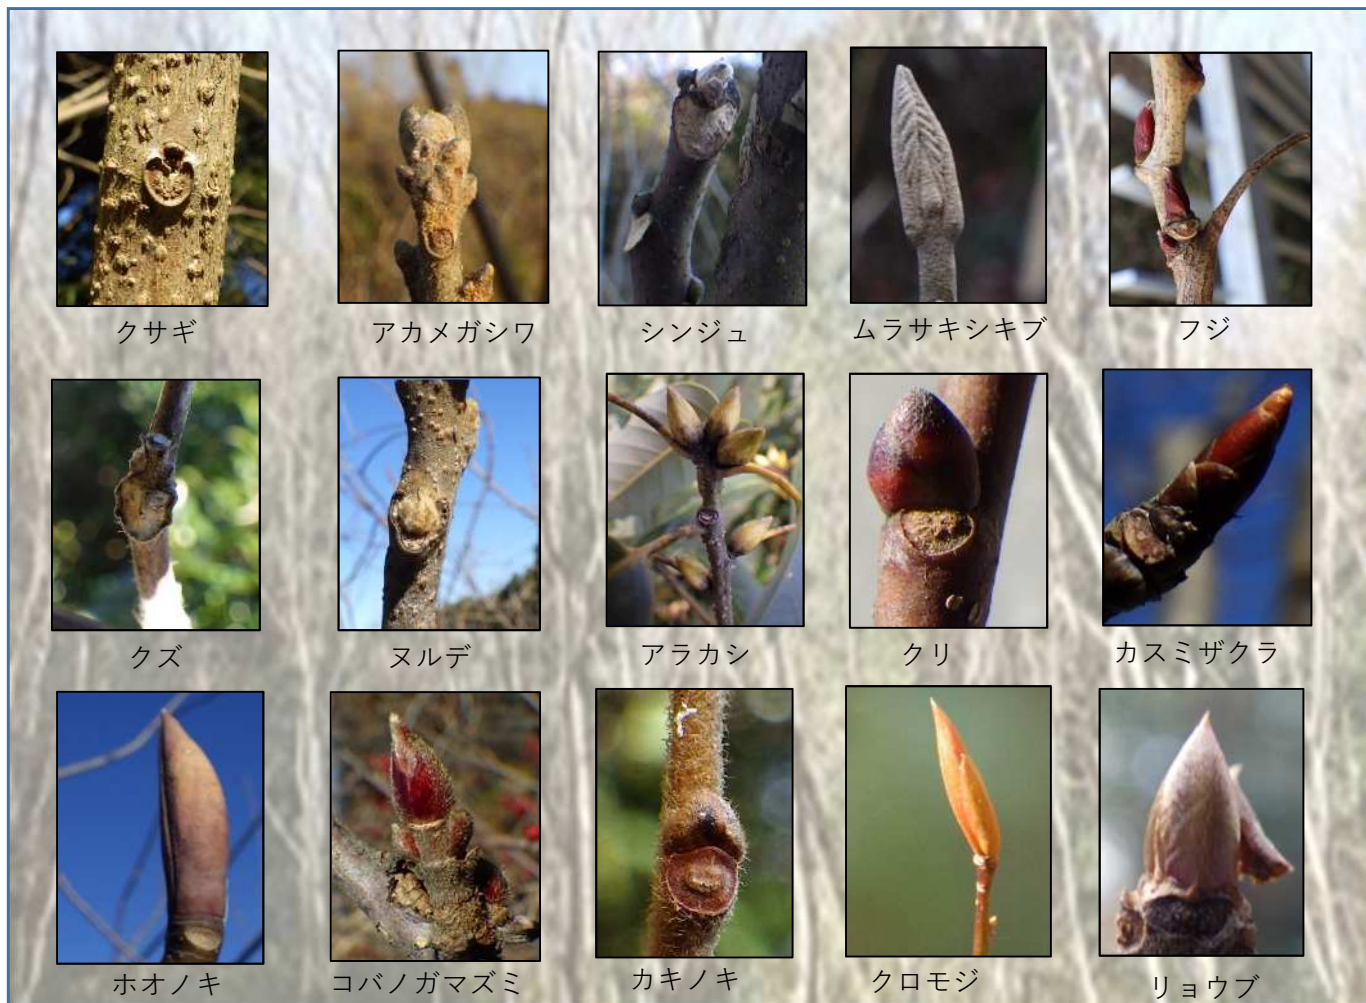 クサギ
アカメガシワ
シンジュ
ムラサキシキブ
フジ
クズ
ヌルデ
アラカシ
クリ
カスミザクラ
ホオノキ
コバノガマズミ
カキノキ
クロモジ
リョウブ